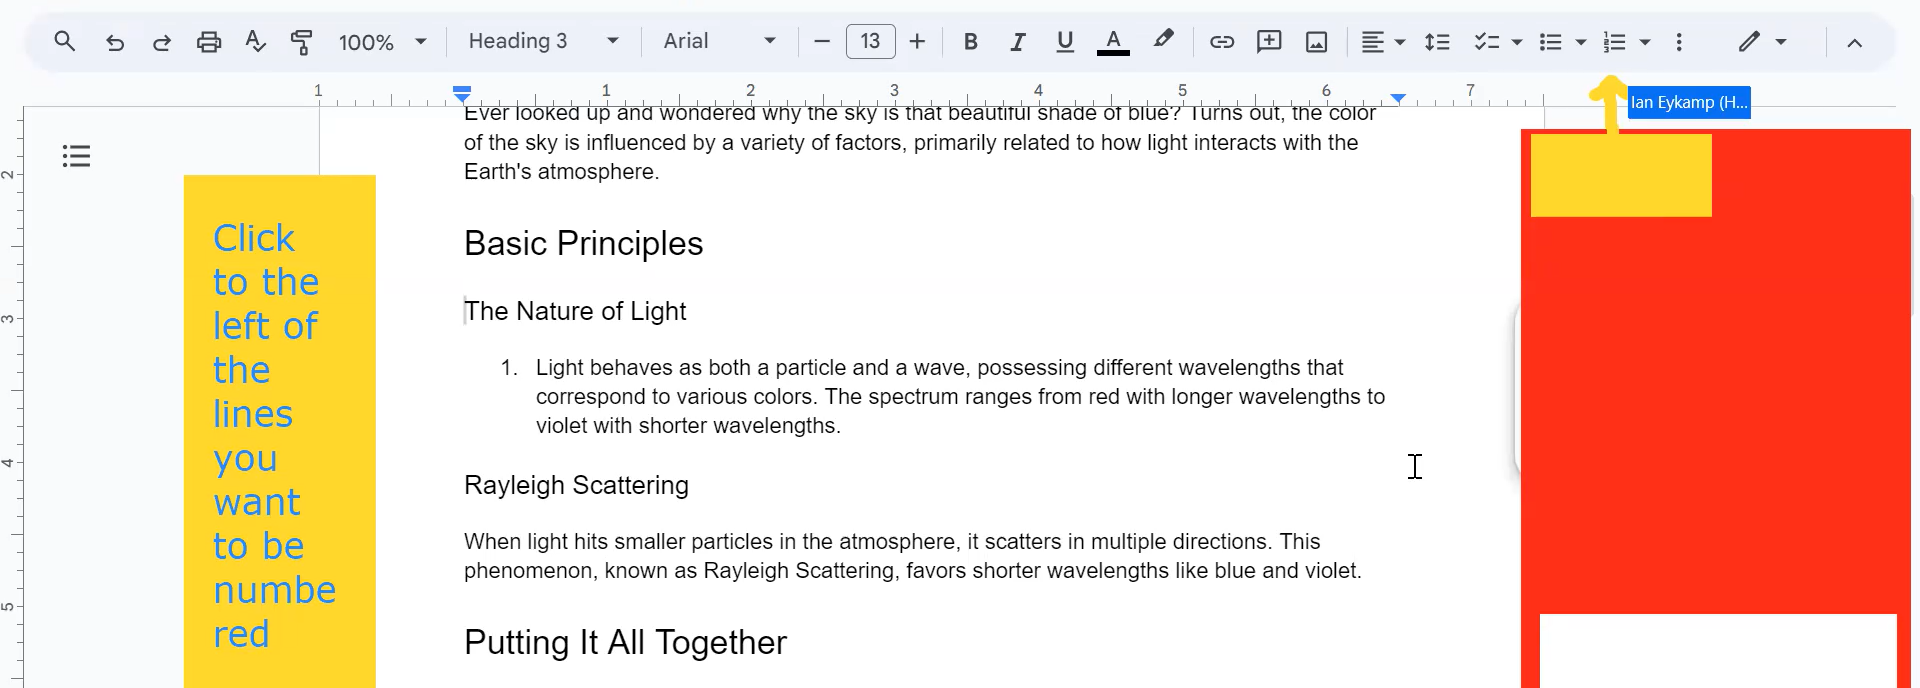 100% Heading 3 Arial 13 B I U A
1 1 2 3 4 5 6 7
Ian Eykamp (H...
Ever looked up and wondered why the sky is that beautiful shade of blue? Turns out, the color
of the sky is influenced by a variety of factors, primarily related to how light interacts with the
Earth's atmosphere.
Basic Principles
The Nature of Light
1. Light behaves as both a particle and a wave, possessing different wavelengths that
correspond to various colors. The spectrum ranges from red with longer wavelengths to
violet with shorter wavelengths.
Rayleigh Scattering
When light hits smaller particles in the atmosphere, it scatters in multiple directions. This
phenomenon, known as Rayleigh Scattering, favors shorter wavelengths like blue and violet.
Putting It All Together
Click
to the
left of
the
lines
you
want
to be
numbe
red
2
3
4
5